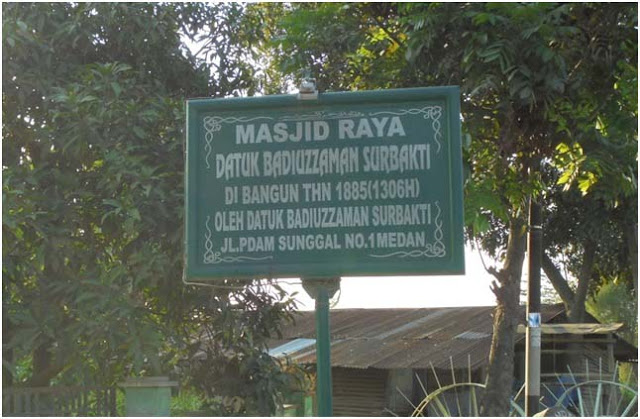 MASJID RAYA
DATUK BADIUZZAMAN SURBAKTI
DI BANGUN THN 1885(1306H)
OLEH DATUK BADIUZZAMAN SURBAKTI
JL.PDAM SUNGGAL NO.1 MEDAN